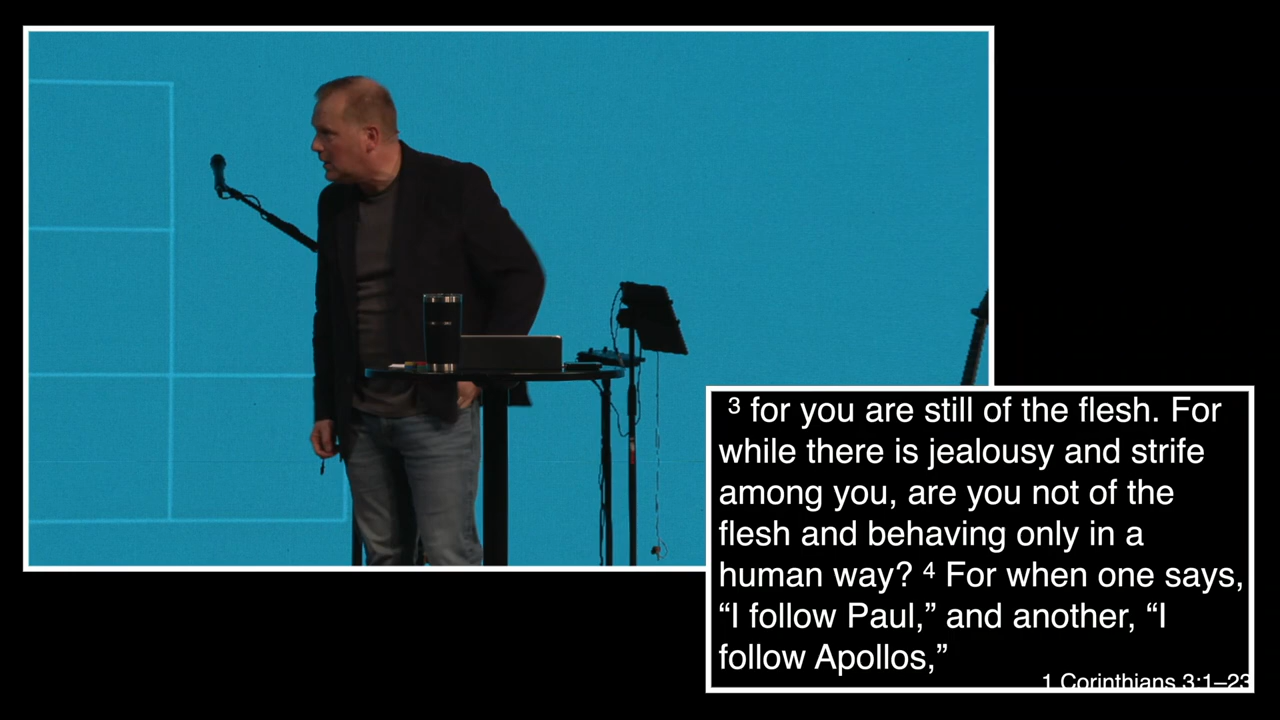 ³ for you are still of the flesh. For
while there is jealousy and strife
among you, are you not of the
flesh and behaving only in a
human way? ⁴ For when one says,
“I follow Paul,” and another, “I
follow Apollos,”
1 Corinthians 3:1–23